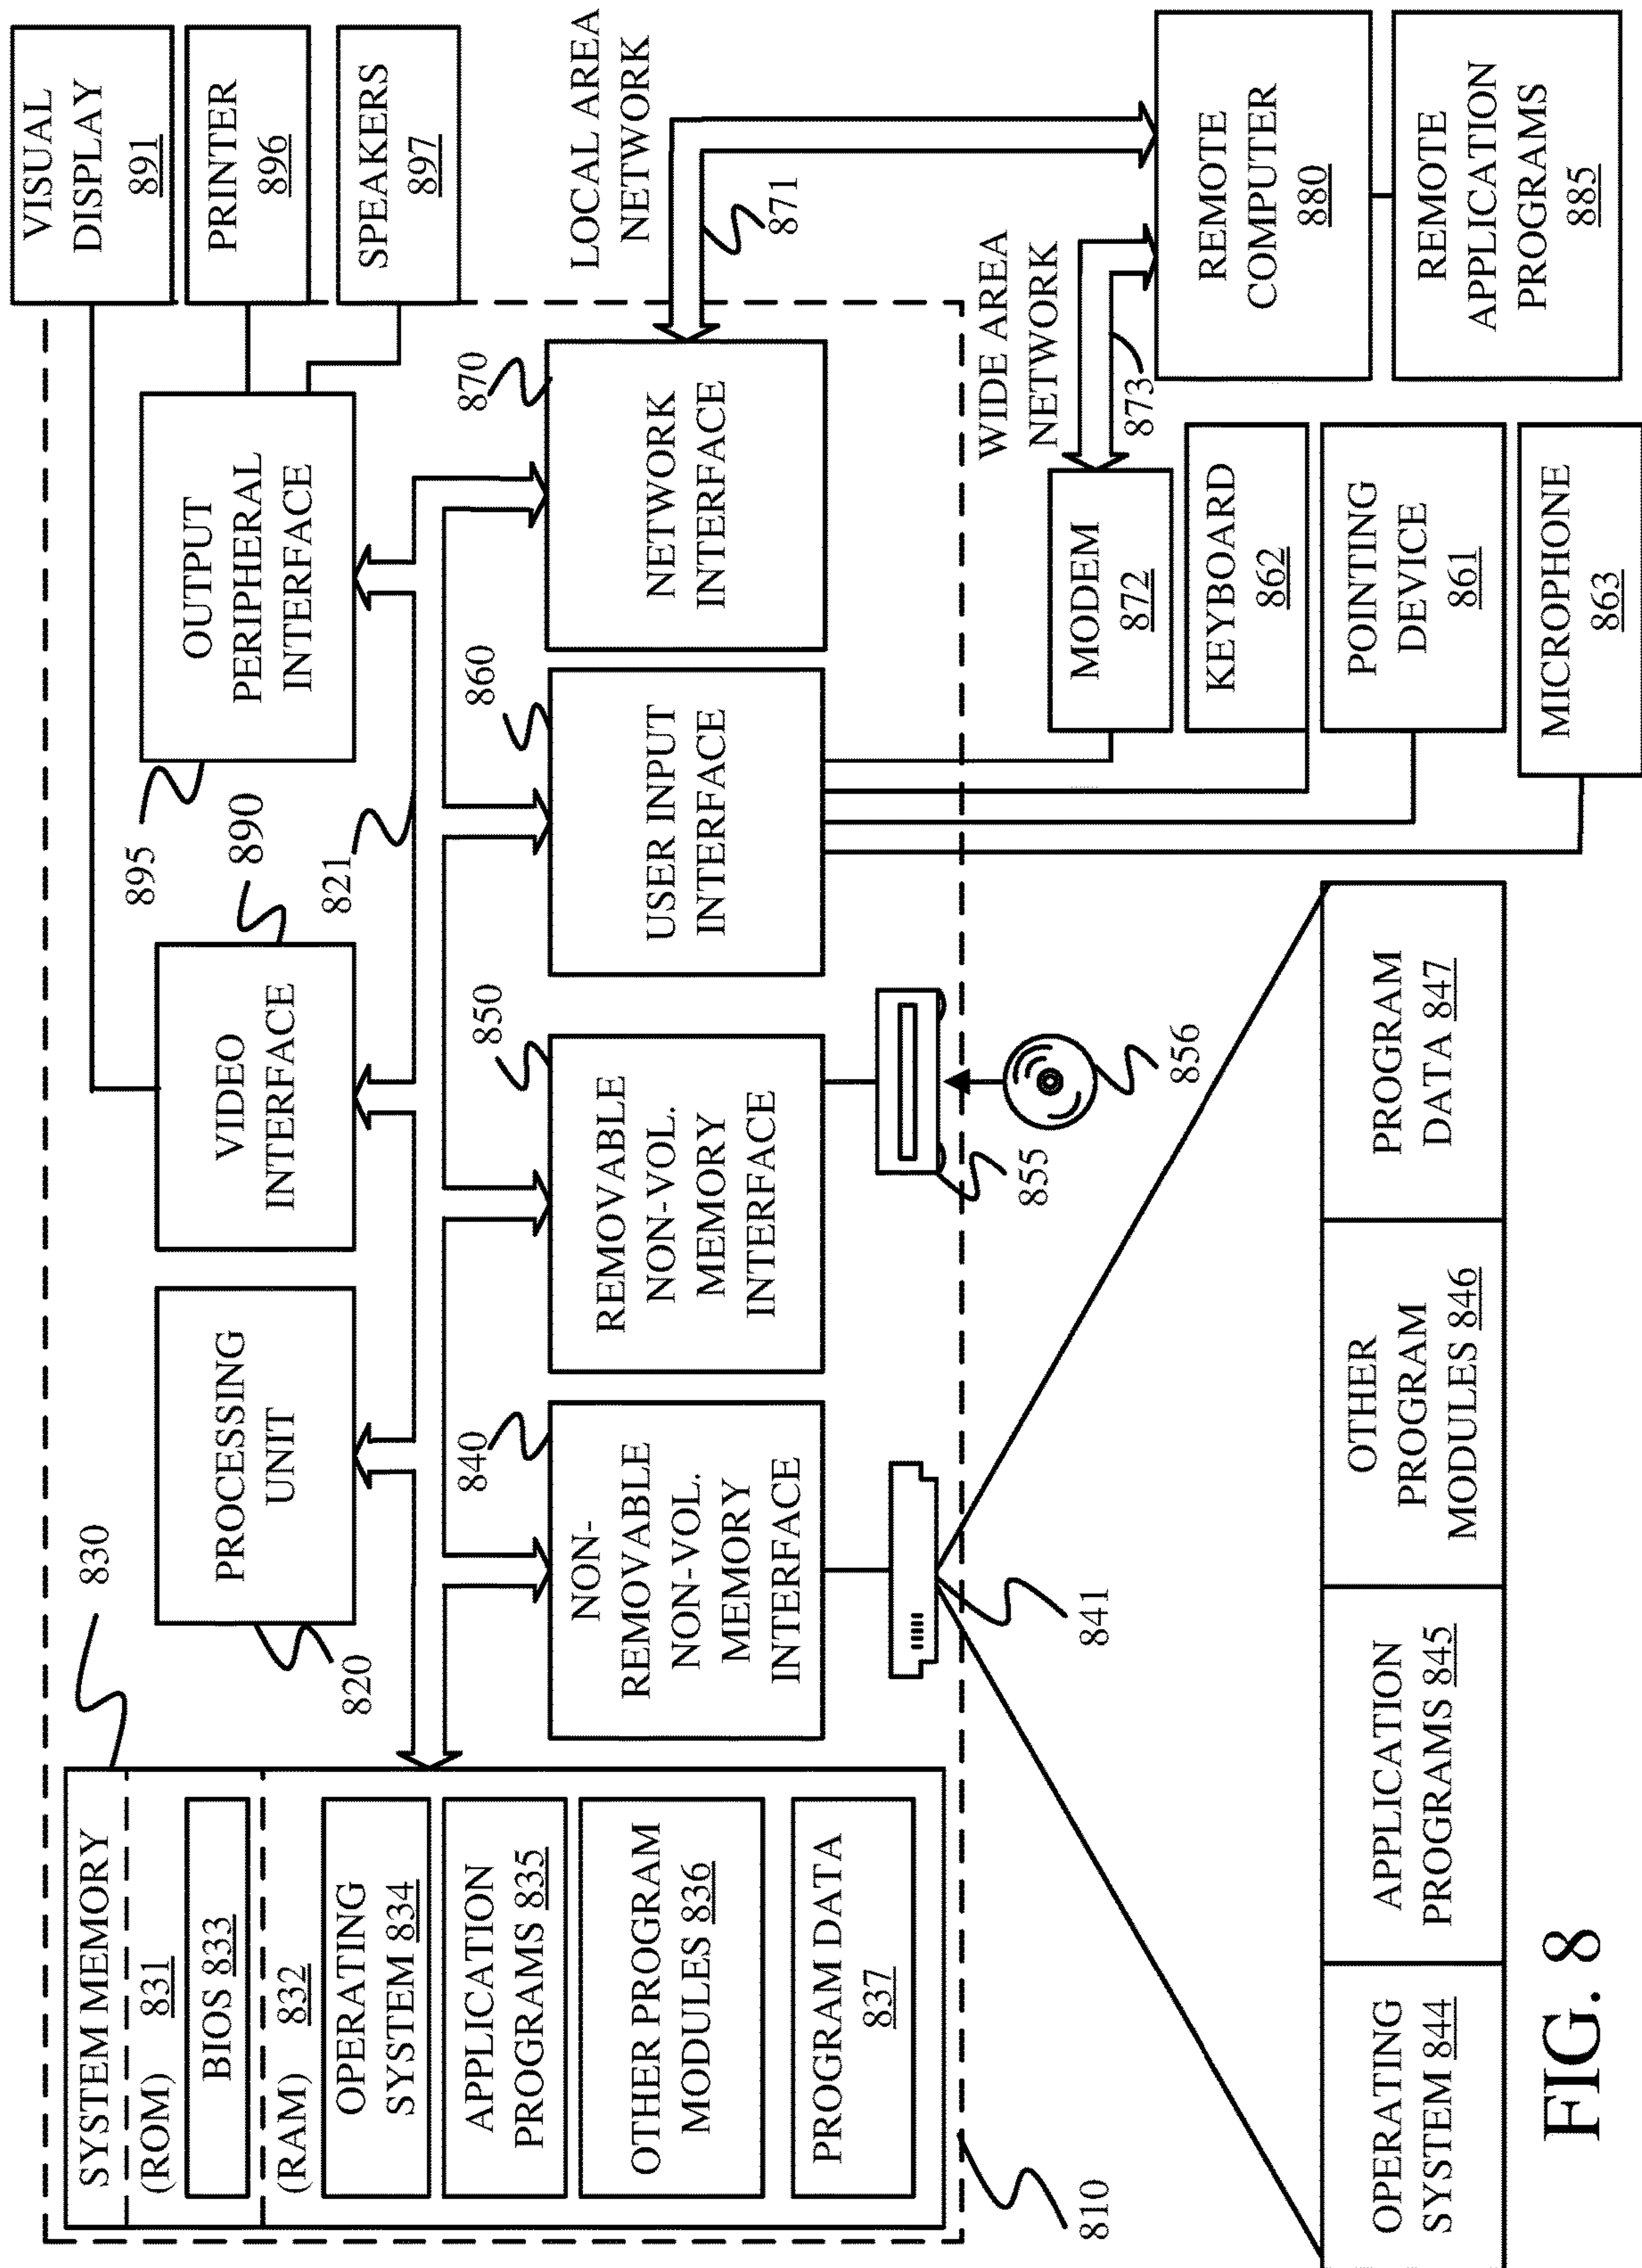 SYSTEM MEMORY
(ROM) 831
BIOS 833
(RAM) 832
OPERATING
SYSTEM 834
APPLICATION
PROGRAMS 835
OTHER PROGRAM
MODULES 836
PROGRAM DATA
837
810
830
PROCESSING
UNIT
820
VIDEO
INTERFACE
890
895
OUTPUT
PERIPHERAL
INTERFACE
821
VISUAL
DISPLAY
891
PRINTER
896
SPEAKERS
897
840
NON-
REMOVABLE
NON-VOL.
MEMORY
INTERFACE
850
REMOVABLE
NON-VOL.
MEMORY
INTERFACE
860
USER INPUT
INTERFACE
870
NETWORK
INTERFACE
LOCAL AREA
NETWORK
871
841
855
856
WIDE AREA
NETWORK
873
MODEM
872
KEYBOARD
862
POINTING
DEVICE
861
MICROPHONE
863
REMOTE
COMPUTER
880
REMOTE
APPLICATION
PROGRAMS
885
OPERATING
SYSTEM 844
APPLICATION
PROGRAMS 845
OTHER
PROGRAM
MODULES 846
PROGRAM
DATA 847
FIG. 8